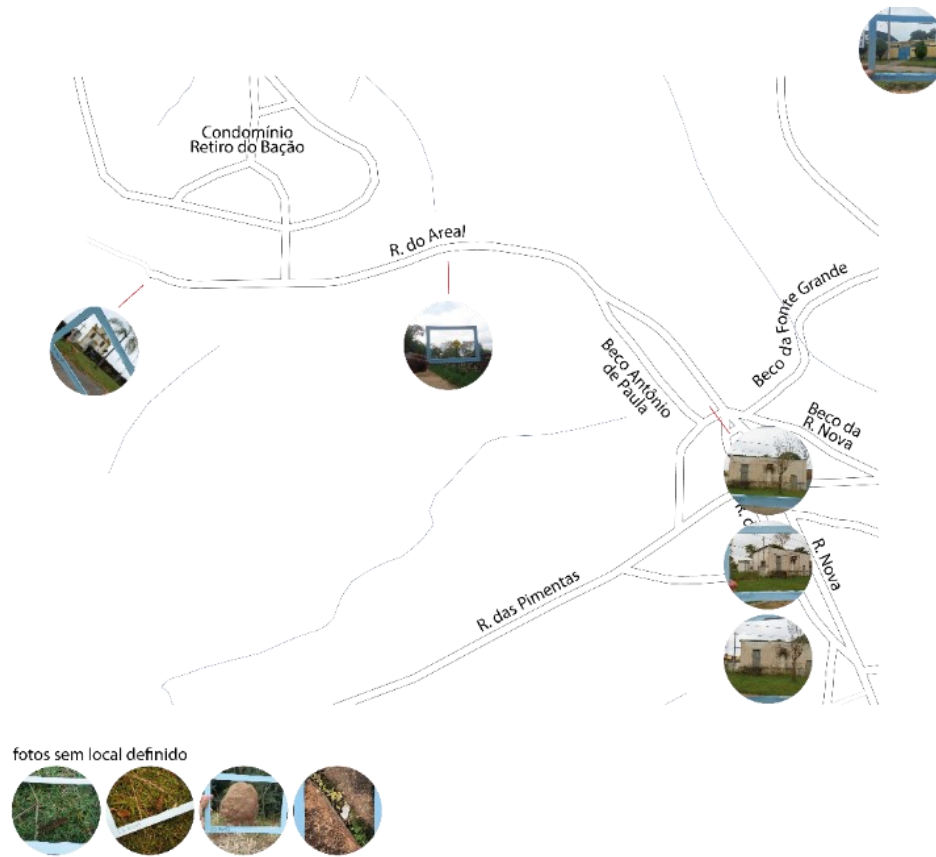 Condomínio
Retiro do Bação
R. do Areal
Beco da Fonte Grande
Beco Antônio
de Paula
Beco da
R. Nova
R. Nova
R. das Pimentas
fotos sem local definido